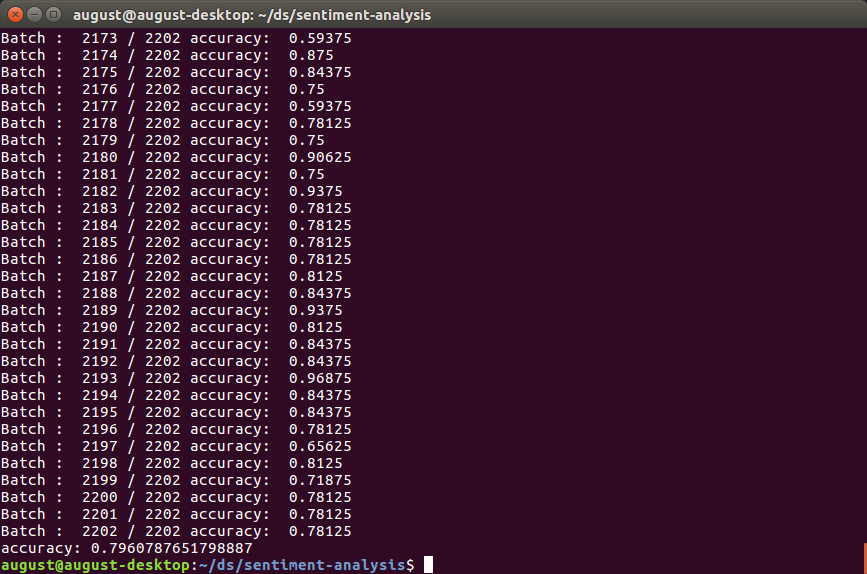 august@august-desktop: ~/ds/sentiment-analysis
Batch :  2173 / 2202 accuracy:  0.59375
Batch :  2174 / 2202 accuracy:  0.875
Batch :  2175 / 2202 accuracy:  0.84375
Batch :  2176 / 2202 accuracy:  0.75
Batch :  2177 / 2202 accuracy:  0.59375
Batch :  2178 / 2202 accuracy:  0.78125
Batch :  2179 / 2202 accuracy:  0.75
Batch :  2180 / 2202 accuracy:  0.90625
Batch :  2181 / 2202 accuracy:  0.75
Batch :  2182 / 2202 accuracy:  0.9375
Batch :  2183 / 2202 accuracy:  0.78125
Batch :  2184 / 2202 accuracy:  0.78125
Batch :  2185 / 2202 accuracy:  0.78125
Batch :  2186 / 2202 accuracy:  0.78125
Batch :  2187 / 2202 accuracy:  0.8125
Batch :  2188 / 2202 accuracy:  0.84375
Batch :  2189 / 2202 accuracy:  0.9375
Batch :  2190 / 2202 accuracy:  0.8125
Batch :  2191 / 2202 accuracy:  0.84375
Batch :  2192 / 2202 accuracy:  0.84375
Batch :  2193 / 2202 accuracy:  0.96875
Batch :  2194 / 2202 accuracy:  0.84375
Batch :  2195 / 2202 accuracy:  0.84375
Batch :  2196 / 2202 accuracy:  0.78125
Batch :  2197 / 2202 accuracy:  0.65625
Batch :  2198 / 2202 accuracy:  0.8125
Batch :  2199 / 2202 accuracy:  0.71875
Batch :  2200 / 2202 accuracy:  0.78125
Batch :  2201 / 2202 accuracy:  0.78125
Batch :  2202 / 2202 accuracy:  0.78125
accuracy: 0.7960787651798887
august@august-desktop:~/ds/sentiment-analysis$